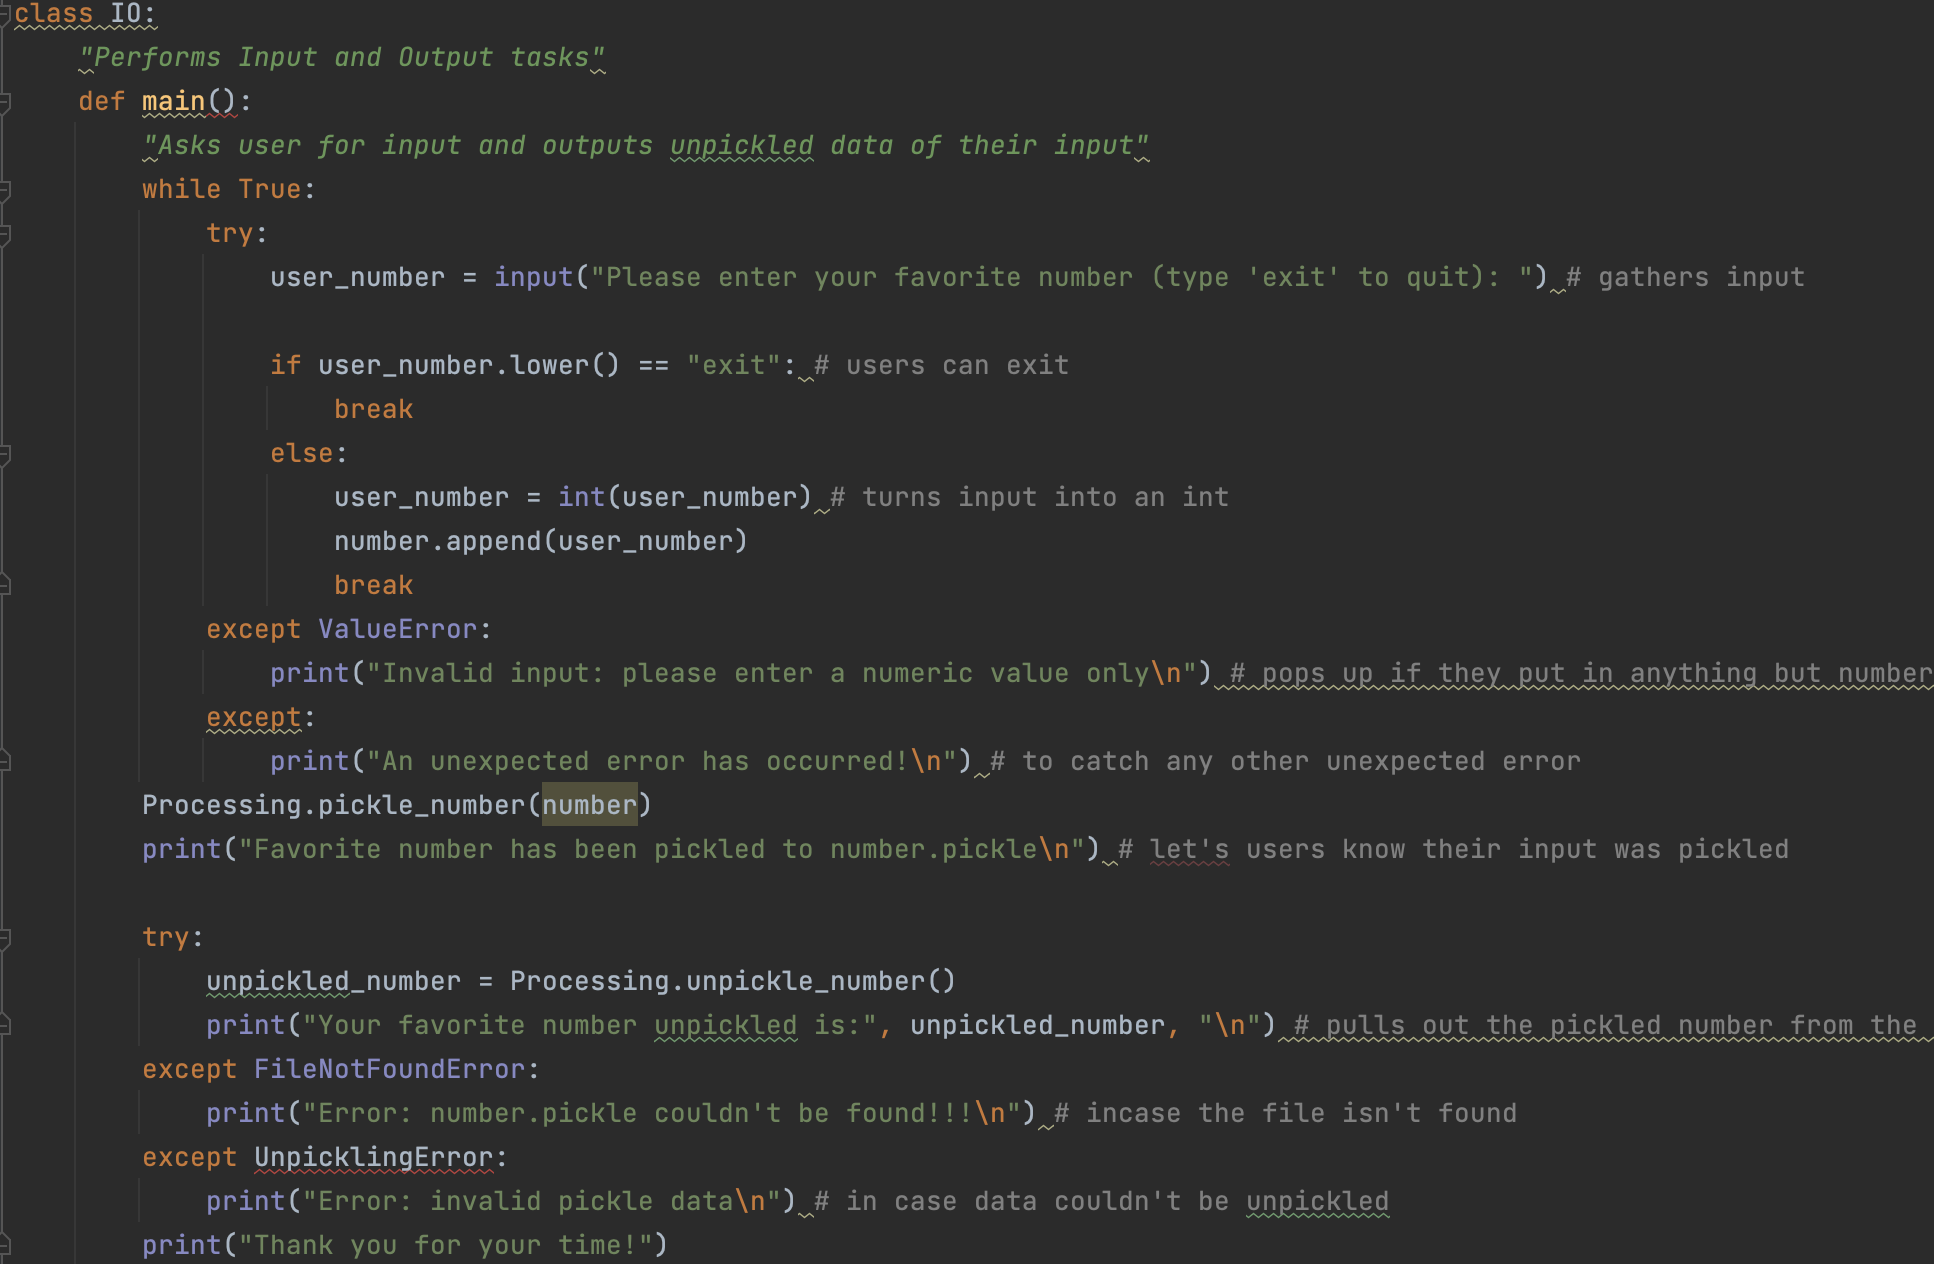 class IO:
    "Performs Input and Output tasks"
    def main():
        "Asks user for input and outputs unpickled data of their input"
        while True:
            try:
                user_number = input("Please enter your favorite number (type 'exit' to quit): ") # gathers input

                if user_number.lower() == "exit": # users can exit
                    break
                else:
                    user_number = int(user_number) # turns input into an int
                    number.append(user_number)
                    break
            except ValueError:
                print("Invalid input: please enter a numeric value only\n") # pops up if they put in anything but number
            except:
                print("An unexpected error has occurred!\n") # to catch any other unexpected error
        Processing.pickle_number(number)
        print("Favorite number has been pickled to number.pickle\n") # let's users know their input was pickled

        try:
            unpickled_number = Processing.unpickle_number()
            print("Your favorite number unpickled is:", unpickled_number, "\n") # pulls out the pickled number from the
        except FileNotFoundError:
            print("Error: number.pickle couldn't be found!!!\n") # incase the file isn't found
        except UnpicklingError:
            print("Error: invalid pickle data\n") # in case data couldn't be unpickled
        print("Thank you for your time!")